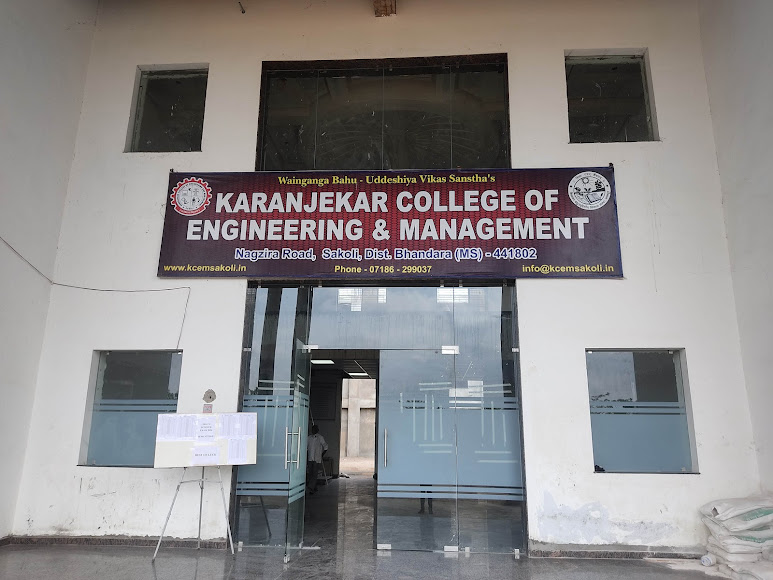 Wainganga Bahu - Uddeshiya Vikas Sanstha's
KARANJEKAR COLLEGE OF
ENGINEERING & MANAGEMENT
Nagzira Road, Sakoli, Dist. Bhandara (MS) - 441802
www.kcemsakoli.in Phone - 07186 - 299037 info@kcemsakoli.in